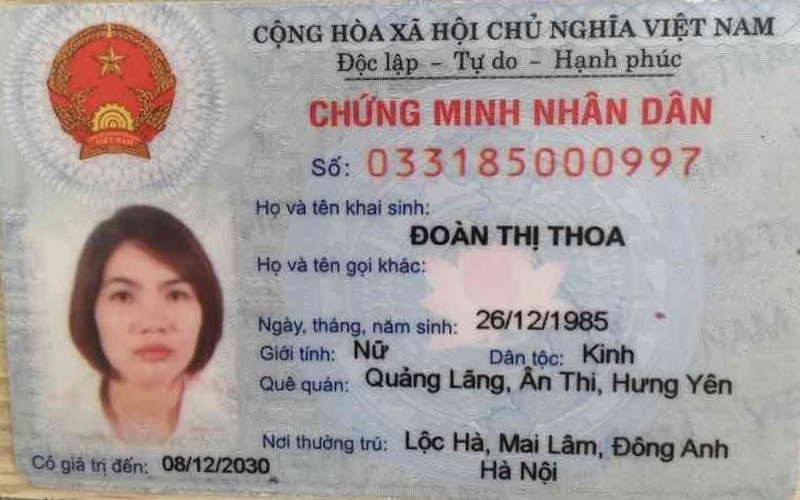 CỘNG HÒA XÃ HỘI CHỦ NGHĨA VIỆT NAM
Độc lập - Tự do - Hạnh phúc
CHỨNG MINH NHÂN DÂN
Số: 033185000997
Họ và tên khai sinh:
ĐOÀN THỊ THOA
Họ và tên gọi khác:
Ngày, tháng, năm sinh: 26/12/1985
Giới tính: Nữ Dân tộc: Kinh
Quê quán: Quảng Lãng, Ân Thi, Hưng Yên
Nơi thường trú: Lộc Hà, Mai Lâm, Đông Anh
Hà Nội
Có giá trị đến: 08/12/2030
VIỆT NAM